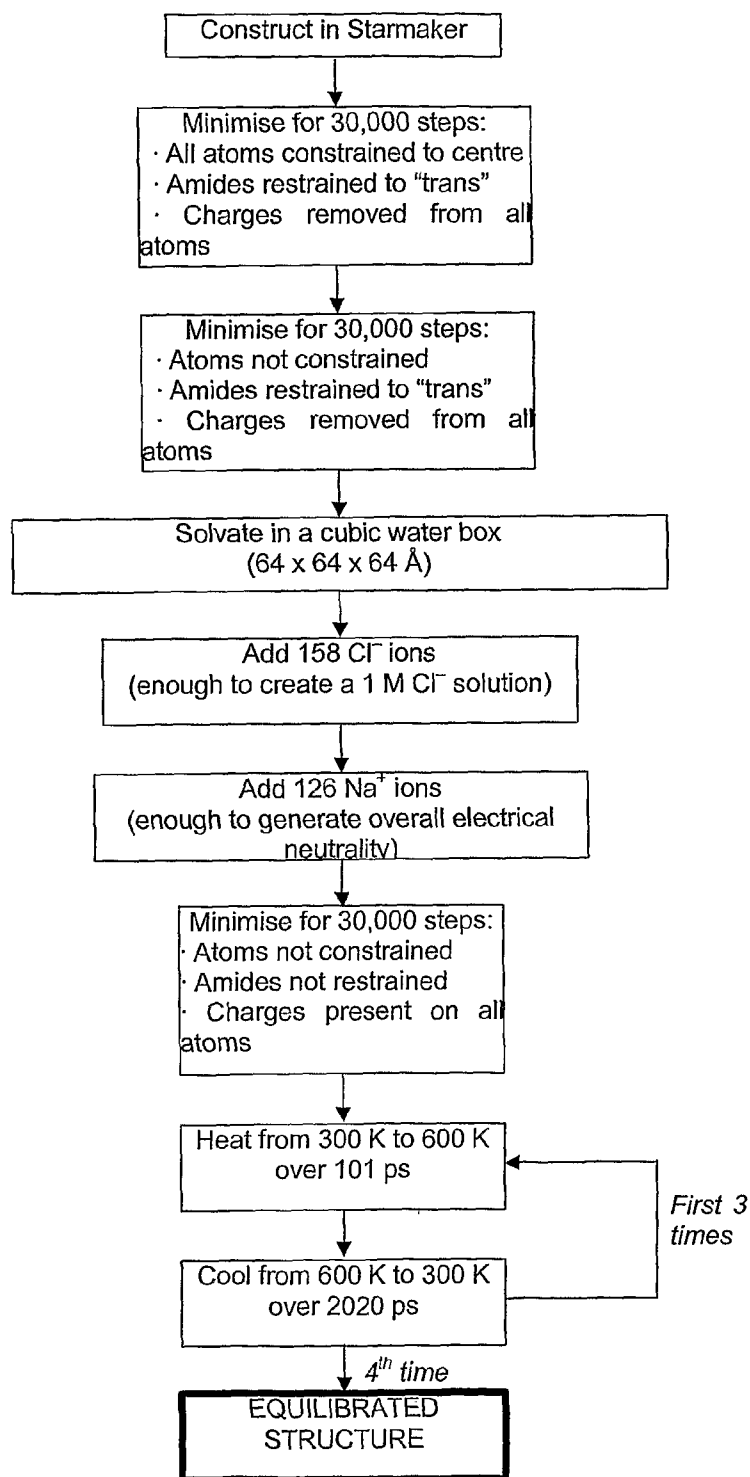 Construct in Starmaker
Minimise for 30,000 steps:
· All atoms constrained to centre
· Amides restrained to “trans”
· Charges removed from all
atoms
Minimise for 30,000 steps:
· Atoms not constrained
· Amides restrained to “trans”
· Charges removed from all
atoms
Solvate in a cubic water box
(64 x 64 x 64 Å)
Add 158 Cl⁻ ions
(enough to create a 1 M Cl⁻ solution)
Add 126 Na⁺ ions
(enough to generate overall electrical
neutrality)
Minimise for 30,000 steps:
· Atoms not constrained
· Amides not restrained
· Charges present on all
atoms
Heat from 300 K to 600 K
over 101 ps
First 3
times
Cool from 600 K to 300 K
over 2020 ps
4th time
EQUILIBRATED
STRUCTURE